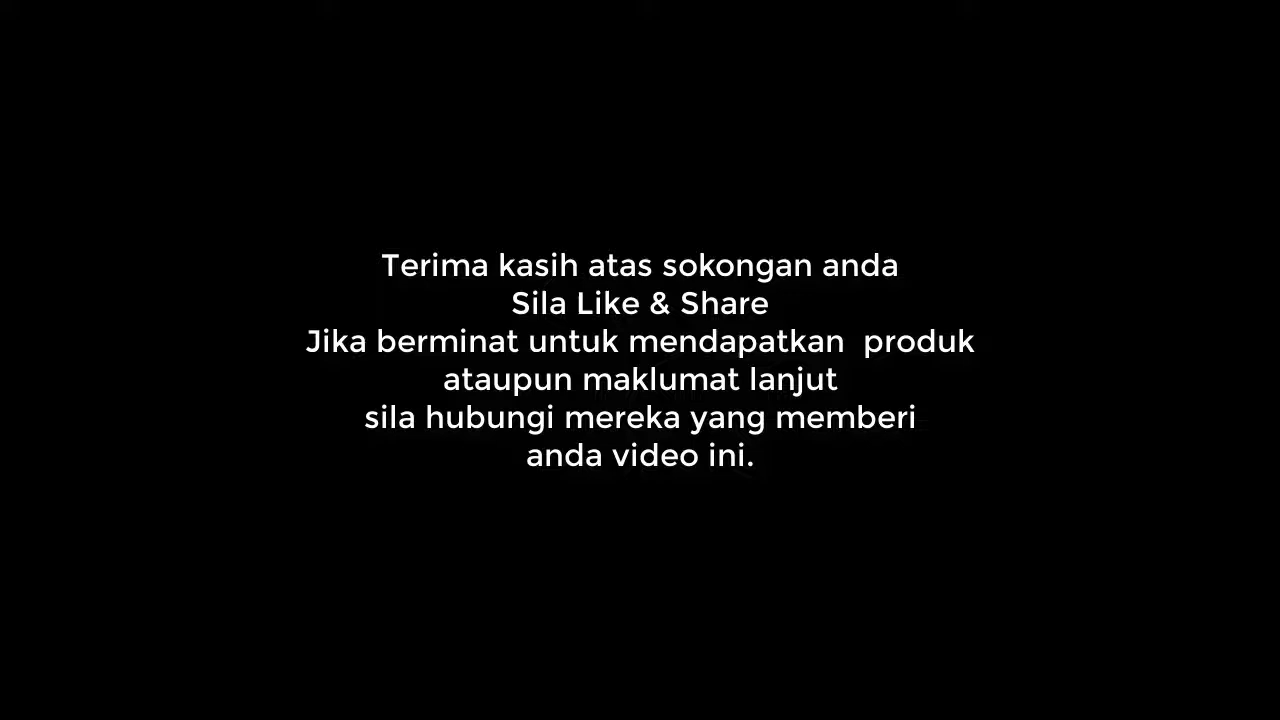 Terima kasih atas sokongan anda
Sila Like & Share
Jika berminat untuk mendapatkan  produk
ataupun maklumat lanjut
sila hubungi mereka yang memberi
anda video ini.